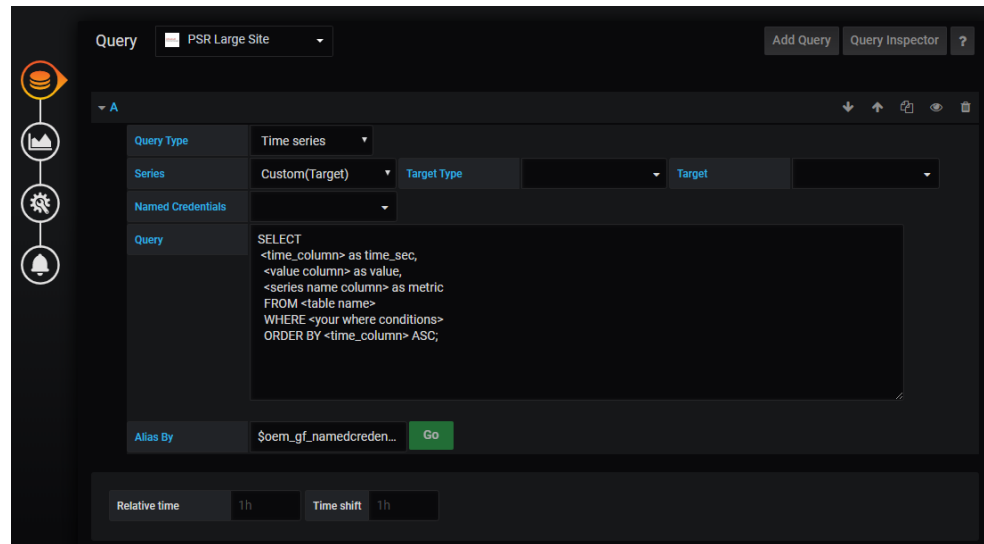 Query PSR Large Site Add Query Query Inspector ?
A
Query Type Time series
Series Custom(Target) Target Type Target
Named Credentials
Query SELECT
<time_column> as time_sec,
<value column> as value,
<series name column> as metric
FROM <table name>
WHERE <your where conditions>
ORDER BY <time_column> ASC;
Alias By $oem_gf_namedcreden... Go
Relative time 1h Time shift 1h